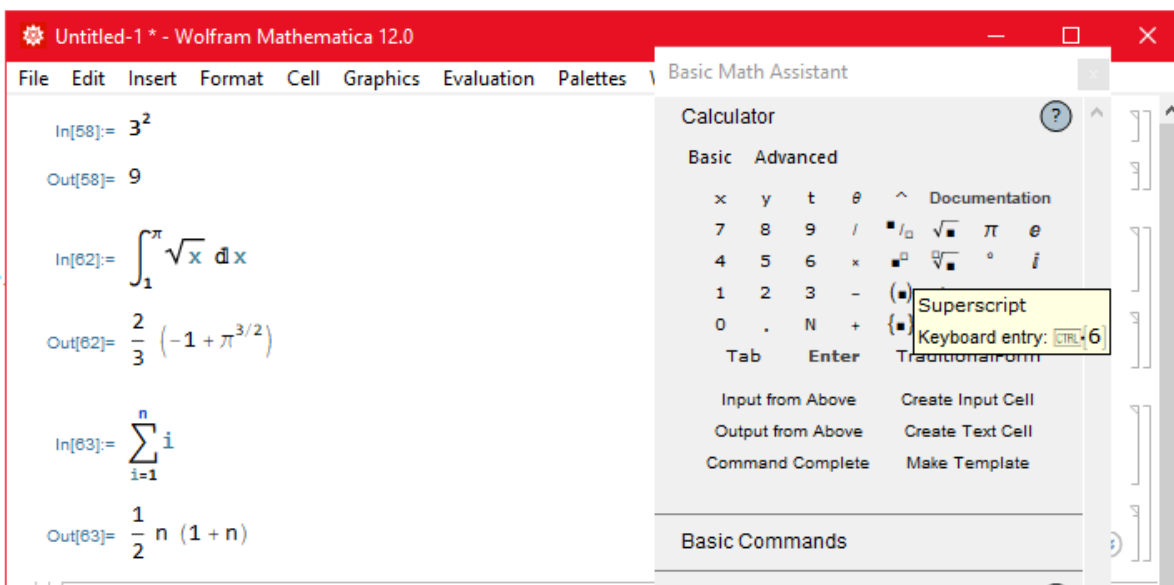 Untitled-1 * - Wolfram Mathematica 12.0
File Edit Insert Format Cell Graphics Evaluation Palettes
In[58]:= 3²
Out[58]= 9
In[62]:= ∫₁^π √x ⅆx
Out[62]= 2/3 (-1 + π^(3/2))
In[63]:= ∑_{i=1}^n i
Out[63]= 1/2 n (1 + n)
Basic Math Assistant
Calculator ?
Basic Advanced
x y t θ ^ Documentation
7 8 9 / ■/□ √■ π e
4 5 6 × ■^□ □√■ ° i
1 2 3 - (■)
0 . N + {■}
Superscript
Keyboard entry: CTRL 6
Tab Enter TraditionalForm
Input from Above Create Input Cell
Output from Above Create Text Cell
Command Complete Make Template
Basic Commands